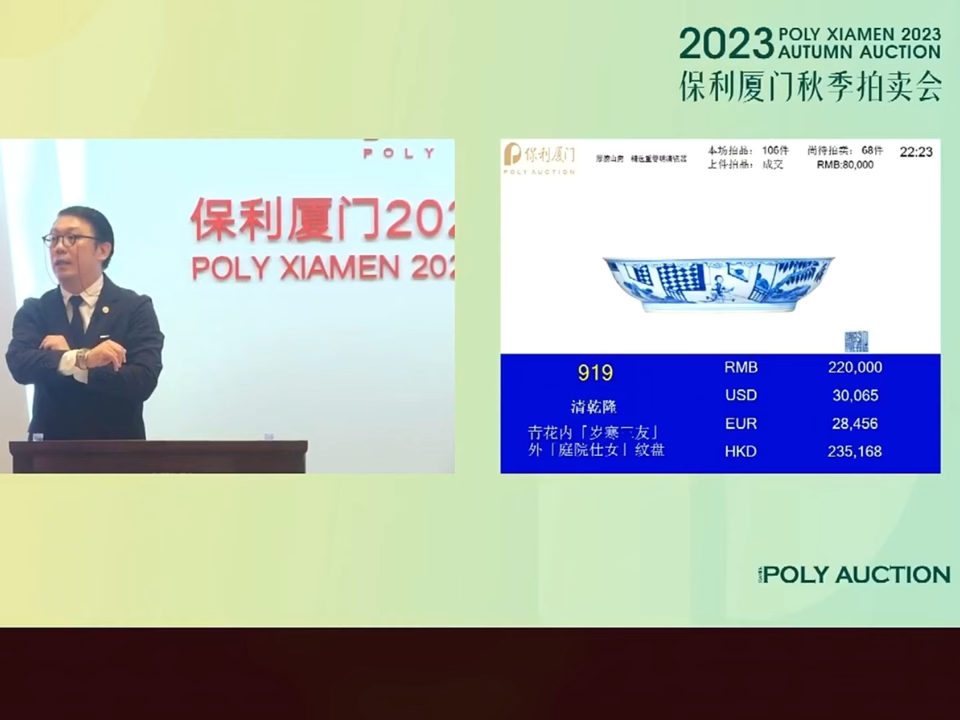 2023 POLY XIAMEN 2023
AUTUMN AUCTION
保利厦门秋季拍卖会
POLY
保利厦门202
POLY XIAMEN 202
保利厦门
POLY AUCTION
本场拍品: 106件
尚待拍卖: 68件
22:23
上件拍品: 成交
RMB:80,000
919
清乾隆
青花内「岁寒三友」
外「庭院仕女」纹盘
RMB 220,000
USD 30,065
EUR 28,456
HKD 235,168
POLY AUCTION